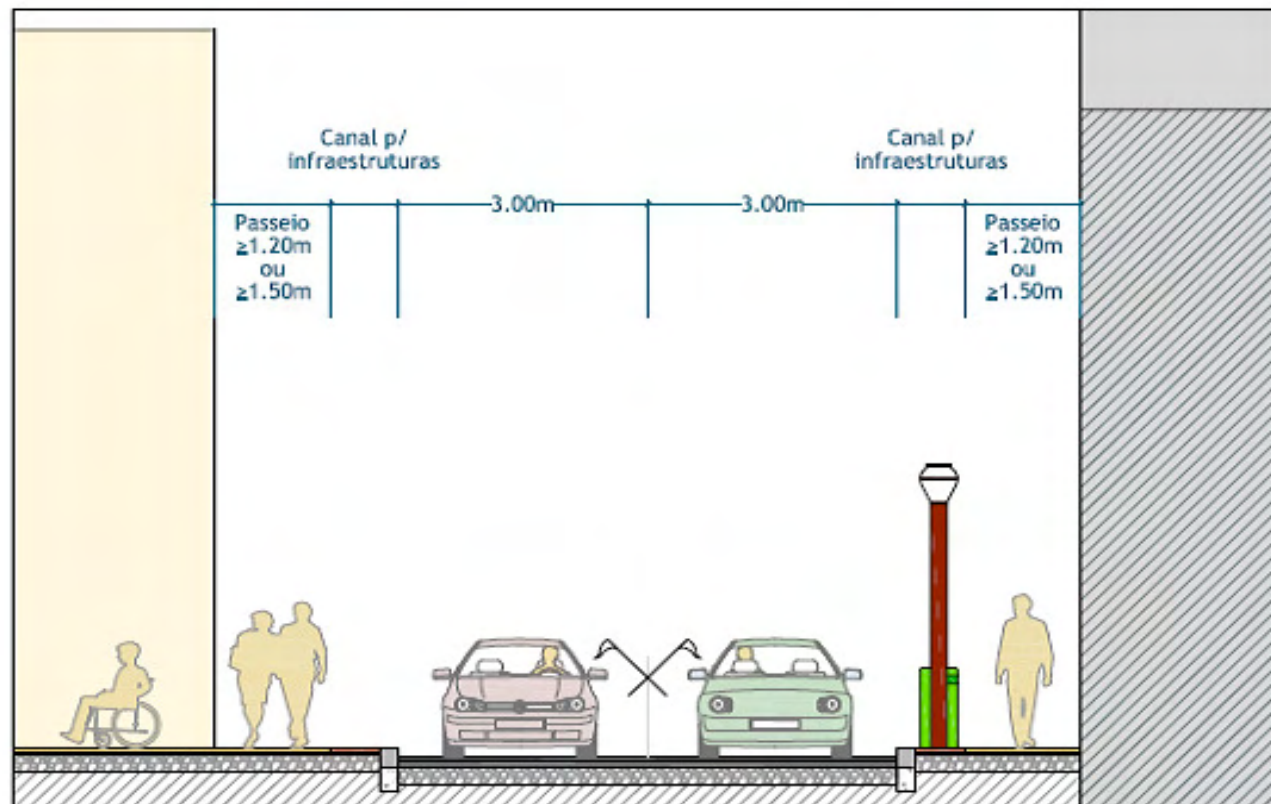 Canal p/
infraestruturas
Canal p/
infraestruturas
3.00m
3.00m
Passeio
≥1.20m
ou
≥1.50m
Passeio
≥1.20m
ou
≥1.50m